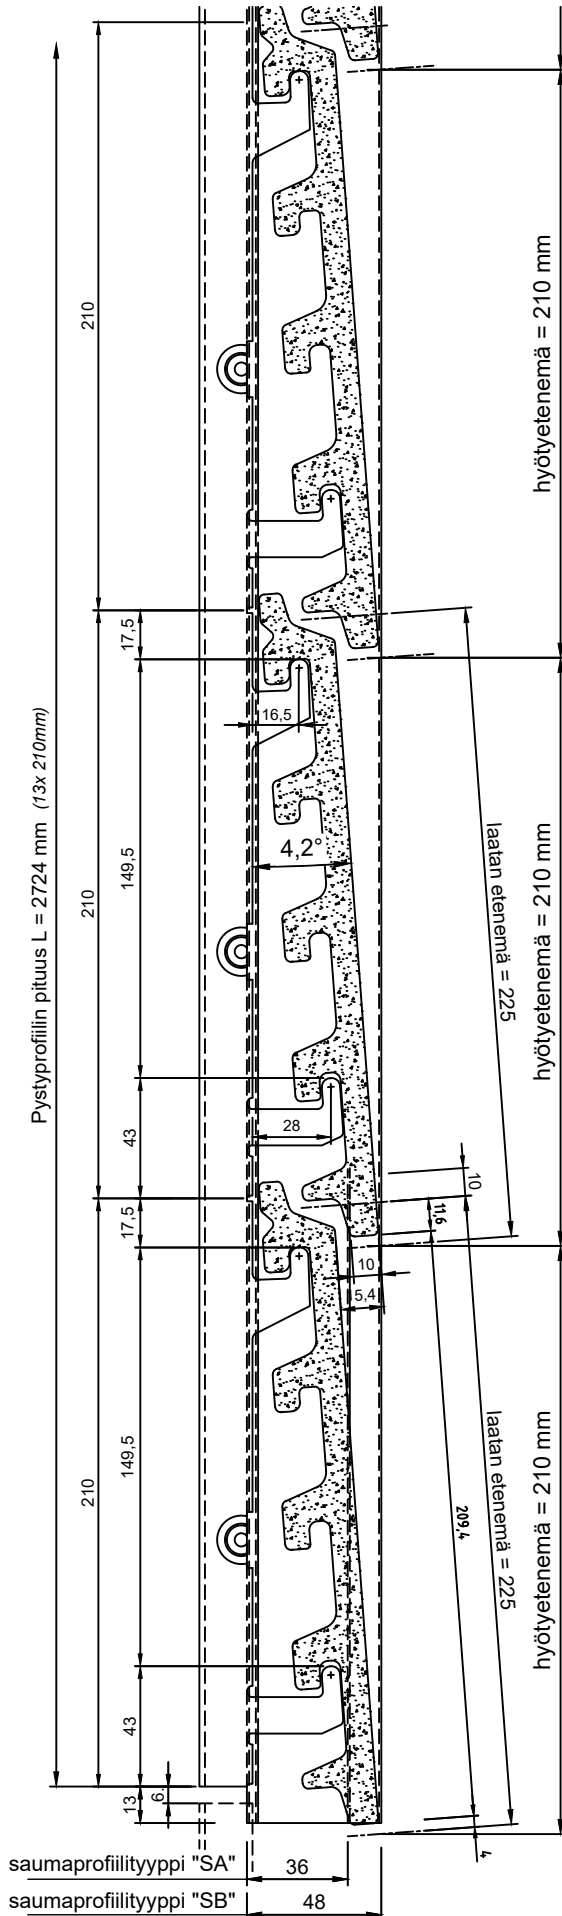 210
hyötyetenemä = 210 mm
17,5
16,5
Pystyprofiilin pituus L = 2724 mm (13x 210mm)
210
149,5
4,2°
laatan etenemä = 225
hyötyetenemä = 210 mm
43
28
10
11,6
17,5
10
5,4
210
149,5
209,4
laatan etenemä = 225
hyötyetenemä = 210 mm
43
13
6
4
saumaprofiilityyppi "SA" 36
saumaprofiilityyppi "SB" 48